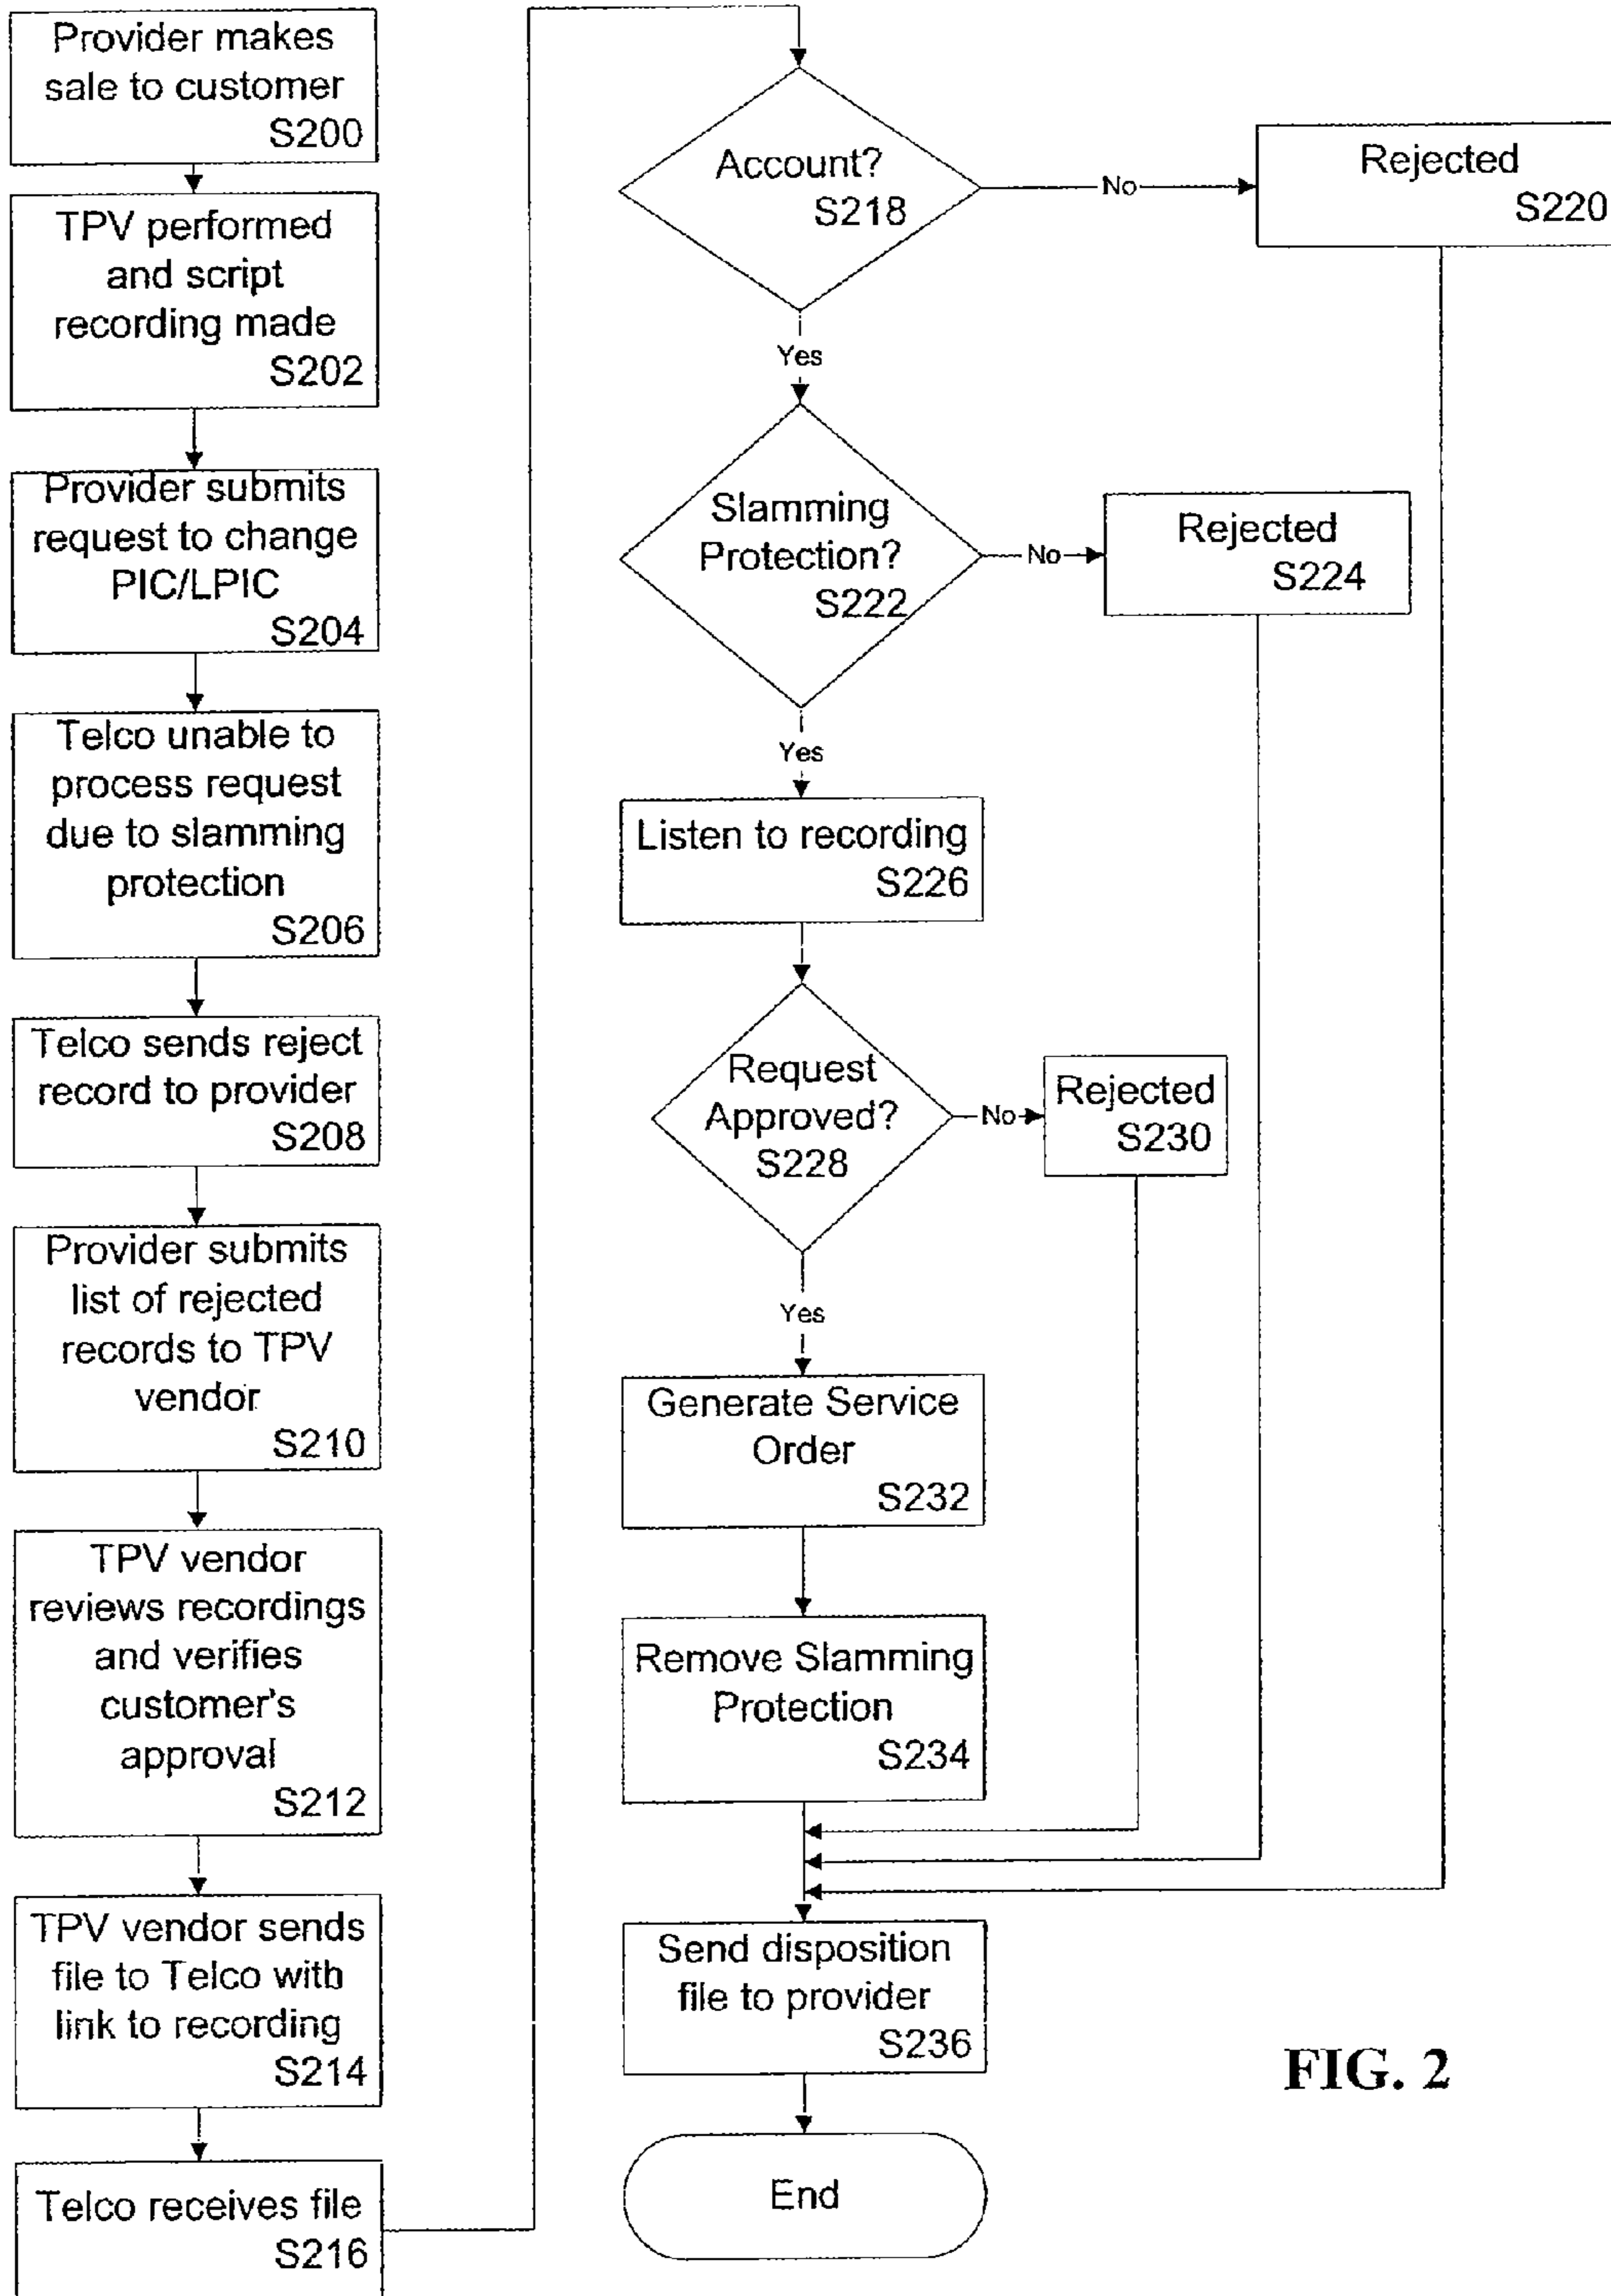 Provider makes
sale to customer
S200
TPV performed
and script
recording made
S202
Provider submits
request to change
PIC/LPIC
S204
Telco unable to
process request
due to slamming
protection
S206
Telco sends reject
record to provider
S208
Provider submits
list of rejected
records to TPV
vendor
S210
TPV vendor
reviews recordings
and verifies
customer's
approval
S212
TPV vendor sends
file to Telco with
link to recording
S214
Telco receives file
S216
Account?
S218
No
Rejected
S220
Yes
Slamming
Protection?
S222
No
Rejected
S224
Yes
Listen to recording
S226
Request
Approved?
S228
No
Rejected
S230
Yes
Generate Service
Order
S232
Remove Slamming
Protection
S234
Send disposition
file to provider
S236
End
FIG. 2